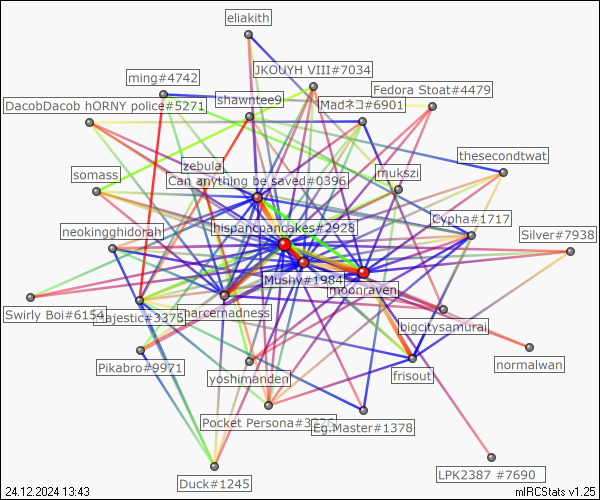 eliakith
JKOUYH VIII#7034
ming#4742
Fedora Stoat#4479
DacobDacob hORNY police#5271
shawntee9
Madネコ#6901
thesecondtwat
zebula
somass
Can anything be saved#0396
mukszi
Cypha#1717
hispancpancakes#2928
neokingghidorah
Silver#7938
Mushy#1984
moonraven
Swirly Boi#6154
Majestic#3375
narcemadness
bigcitysamurai
Pikabro#9971
normalwan
yoshimanden
frisout
Pocket Persona#3326
Eg.Master#1378
LPK2387 #7690
Duck#1245
24.12.2024 13:43
mIRCStats v1.25